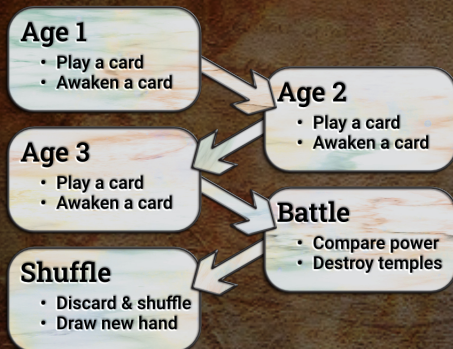 Age 1
• Play a card
• Awaken a card
Age 2
• Play a card
• Awaken a card
Age 3
• Play a card
• Awaken a card
Battle
• Compare power
• Destroy temples
Shuffle
• Discard & shuffle
• Draw new hand